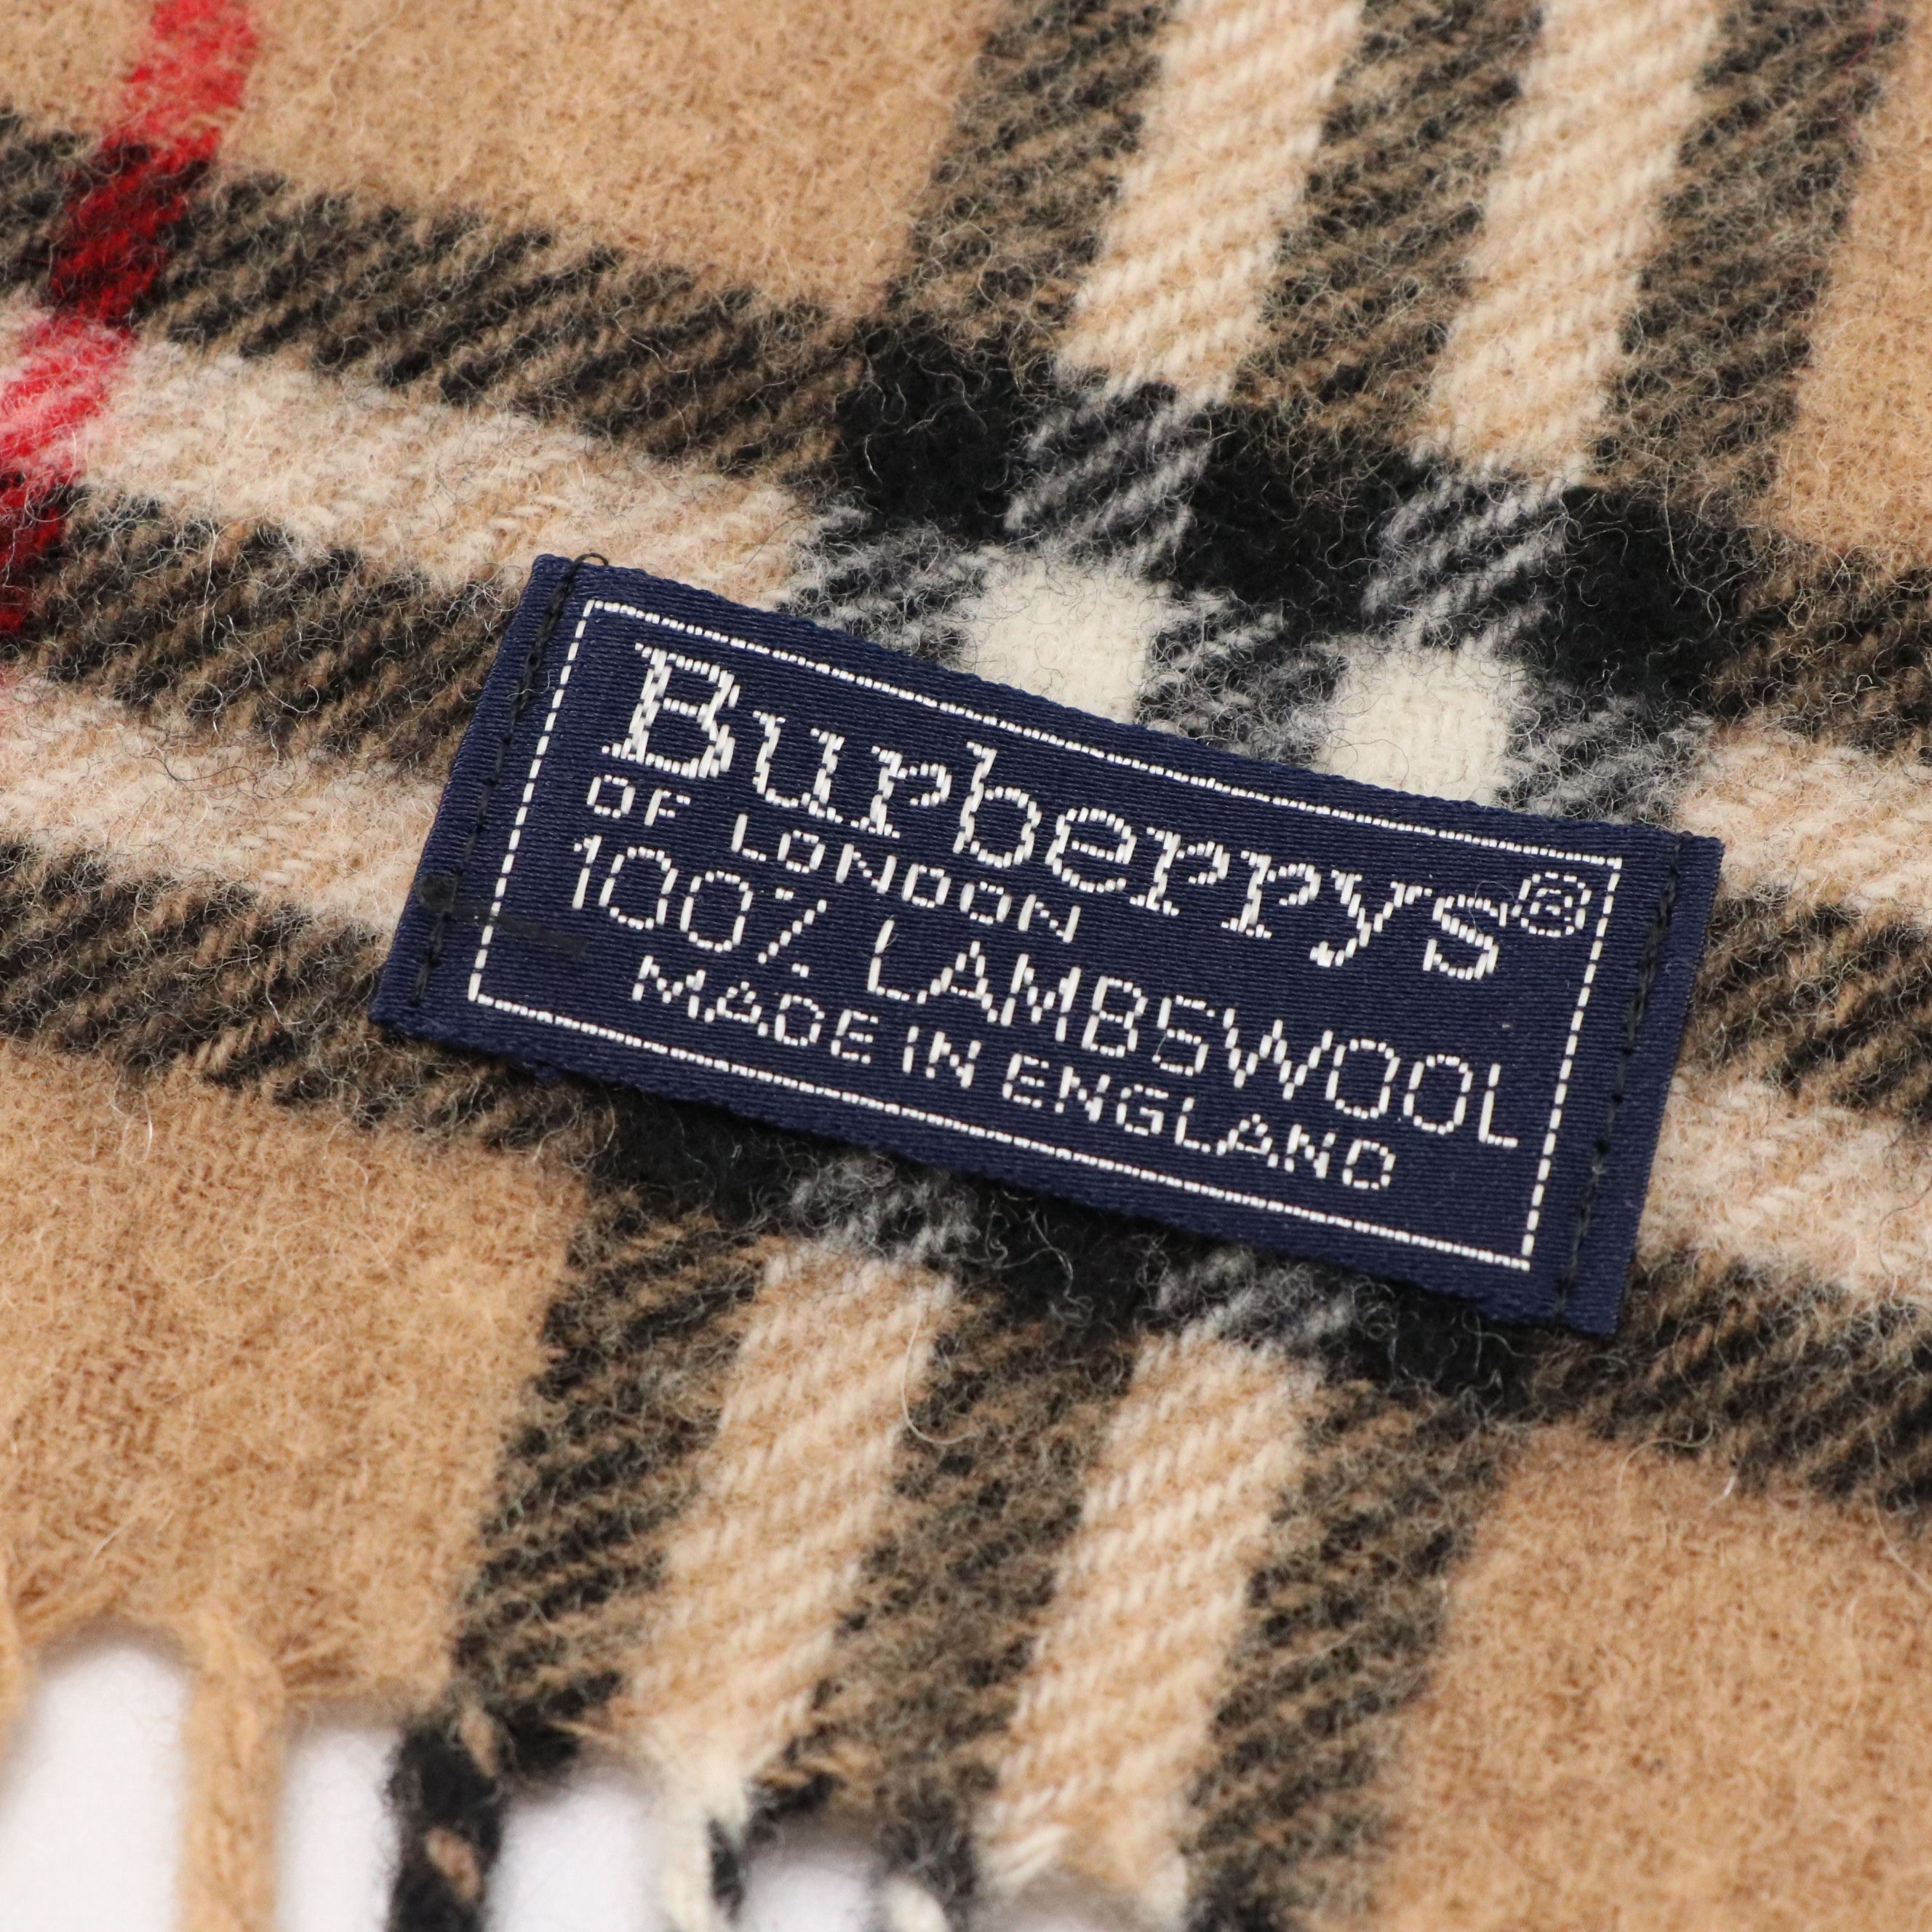 Burberrys®
OF LONDON
100% LAMBSWOOL
MADE IN ENGLAND